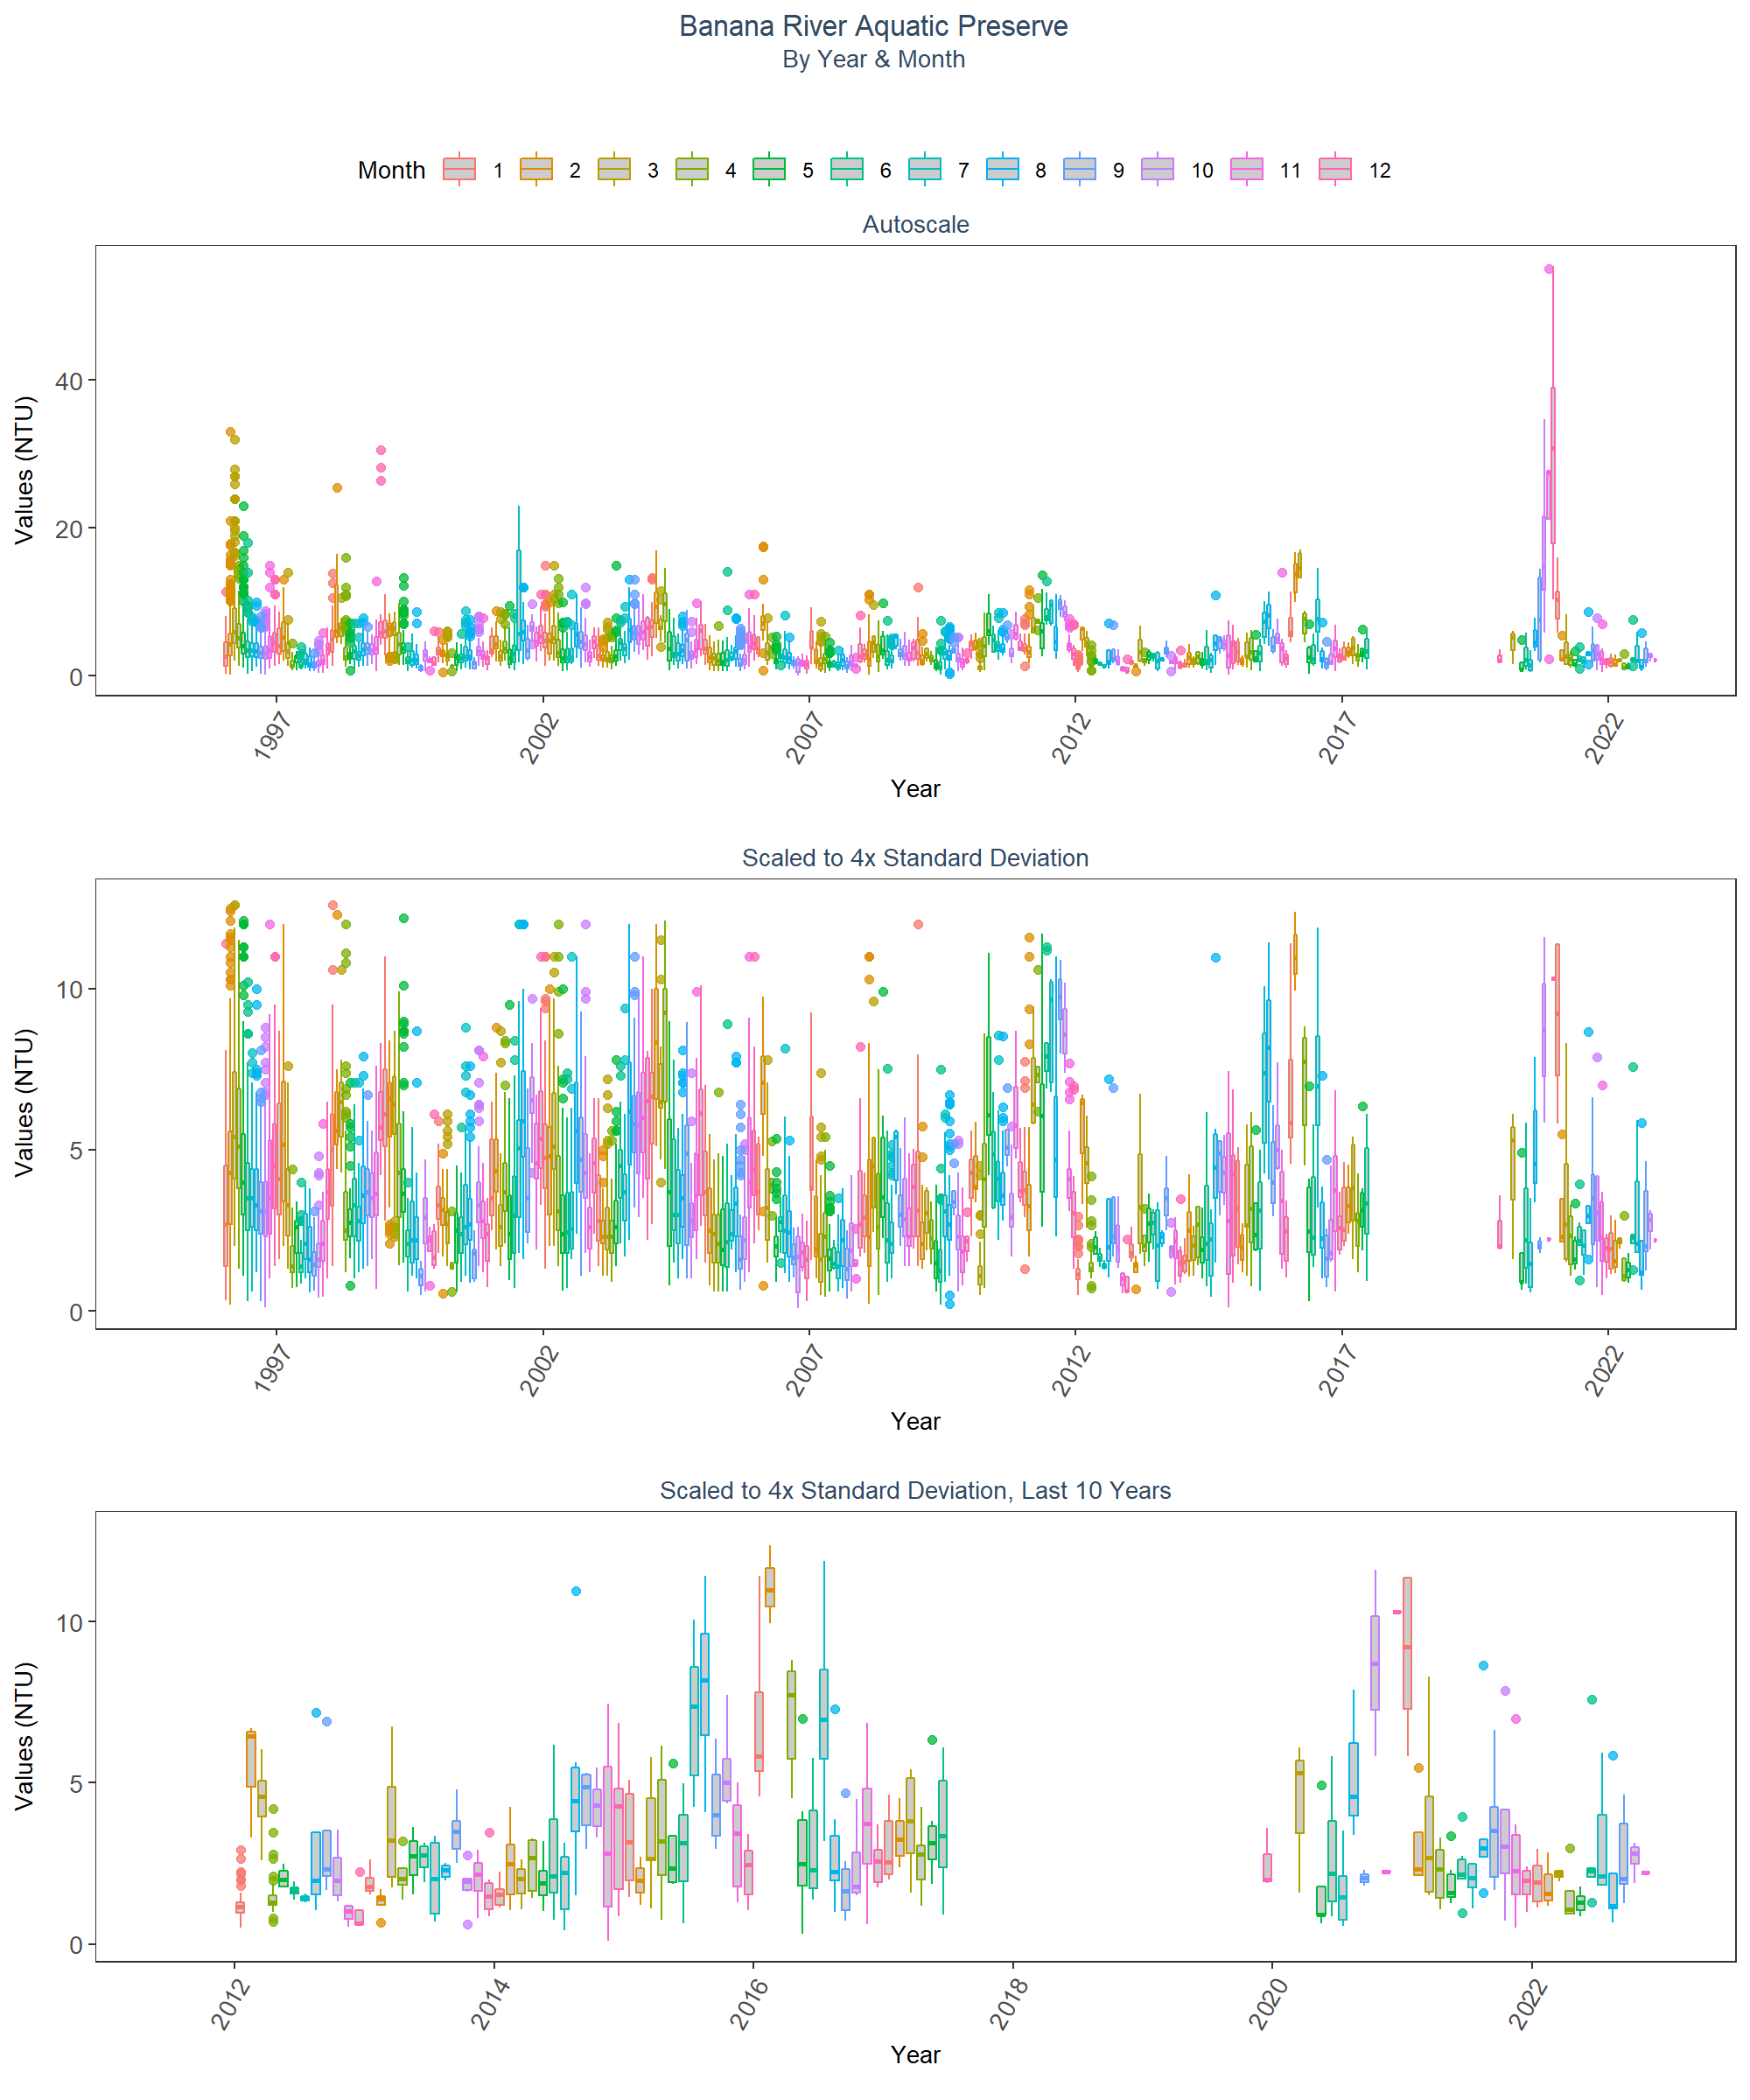 Banana River Aquatic Preserve
By Year & Month
Month 1 2 3 4 5 6 7 8 9 10 11 12
Autoscale
Values (NTU)
40
20
0
1997 2002 2007 2012 2017 2022
Year
Scaled to 4x Standard Deviation
Values (NTU)
10
5
0
1997 2002 2007 2012 2017 2022
Year
Scaled to 4x Standard Deviation, Last 10 Years
Values (NTU)
10
5
0
2012 2014 2016 2018 2020 2022
Year